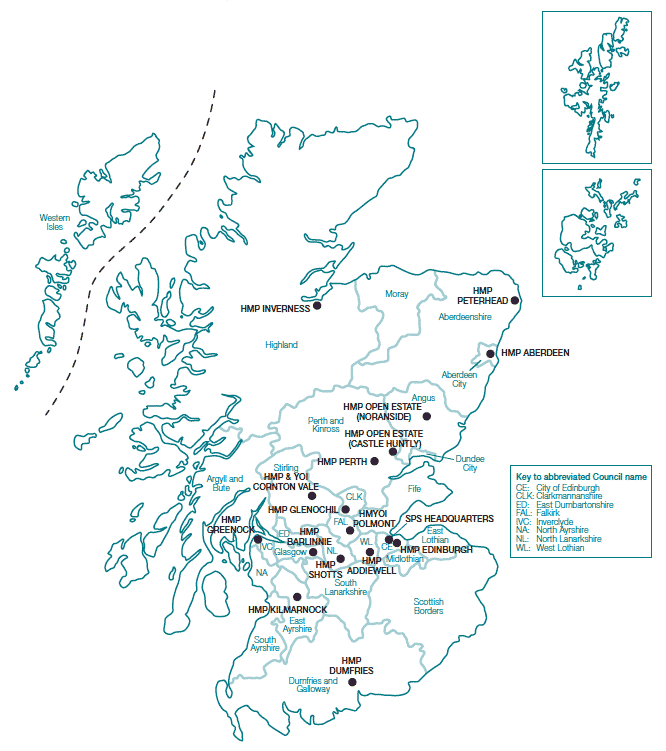 Western
Isles
HMP INVERNESS
Highland
Moray
HMP
PETERHEAD
Aberdeenshire
HMP ABERDEEN
Aberdeen
City
Angus
HMP OPEN ESTATE
(NORANSIDE)
Perth and
Kinross
HMP OPEN ESTATE
(CASTLE HUNTLY)
HMP PERTH
Dundee
City
Stirling
Argyll and
Bute
HMP & YOI
CORNTON VALE
Fife
CLK
HMP GLENOCHIL
HMYOI
POLMONT
FAL
SPS HEADQUARTERS
HMP
GREENOCK
ED
HMP
BARLINNIE
East
Lothian
IVC
Glasgow
NL
WL
CE
HMP EDINBURGH
Midlothian
HMP
ADDIEWELL
HMP
SHOTTS
NA
South
Lanarkshire
HMP KILMARNOCK
Scottish
Borders
East
Ayrshire
South
Ayrshire
HMP
DUMFRIES
Dumfries and
Galloway
Key to abbreviated Council name
CE: City of Edinburgh
CLK: Clarkmannanshire
ED: East Dumbartonshire
FAL: Falkirk
IVC: Inverclyde
NA: North Ayrshire
NL: North Lanarkshire
WL: West Lothian